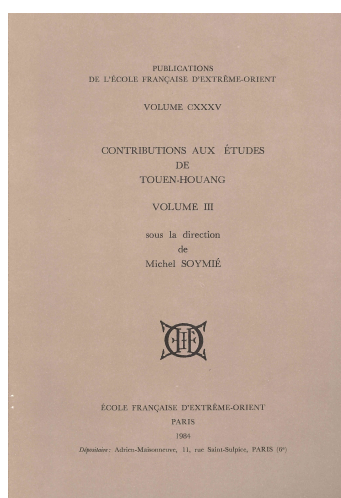 PUBLICATIONS
DE L'ÉCOLE FRANÇAISE D'EXTRÊME-ORIENT
VOLUME CXXXV
CONTRIBUTIONS AUX ÉTUDES
DE
TOUEN-HOUANG
VOLUME III
sous la direction
de
Michel SOYMIÉ
ÉCOLE FRANÇAISE D'EXTRÊME-ORIENT
PARIS
1984
Dépositaire: Adrien-Maisonneuve, 11, rue Saint-Sulpice, PARIS (6e)